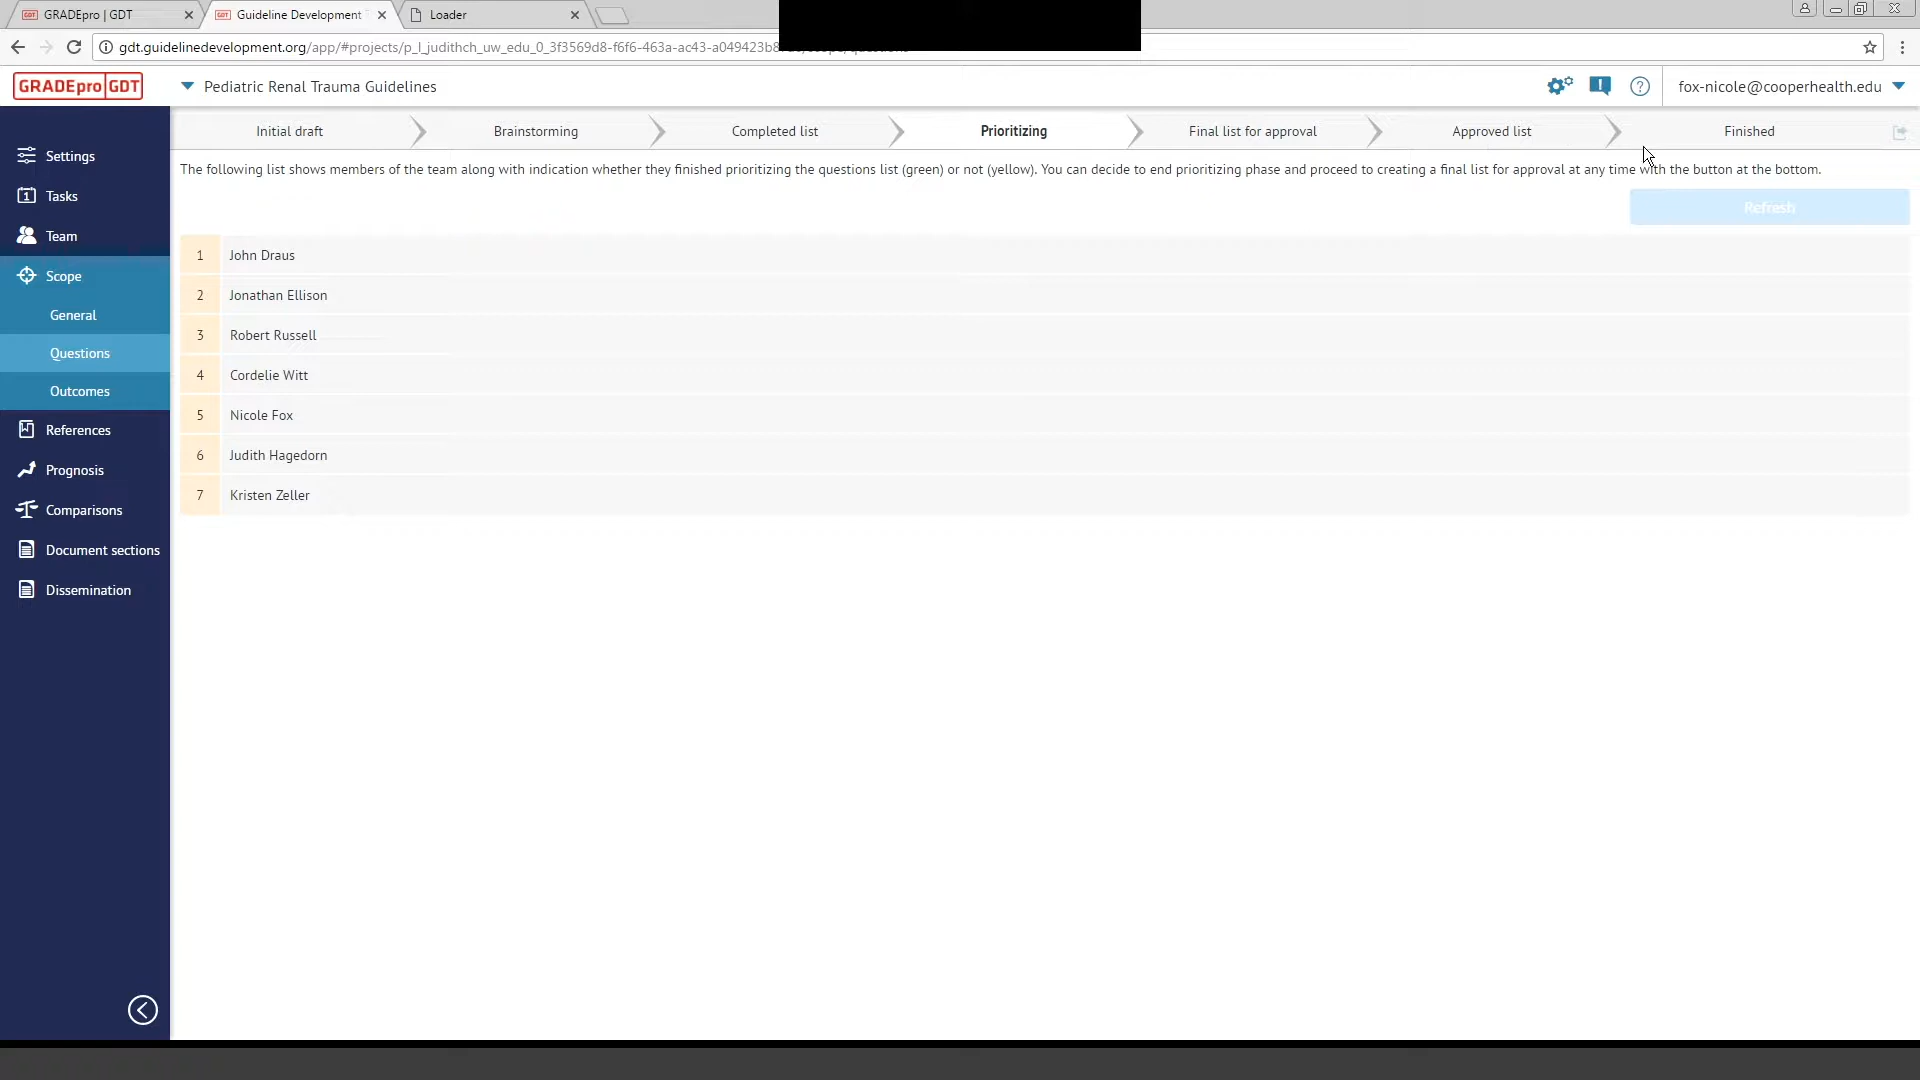 GRADEpro | GDT
Guideline Development T
Loader
gdt.guidelinedevelopment.org/app/#projects/p_l_judithch_uw_edu_0_3f3569d8-f6f6-463a-ac43-a049423b8
GRADEpro GDT
Pediatric Renal Trauma Guidelines
fox-nicole@cooperhealth.edu
Initial draft
Brainstorming
Completed list
Prioritizing
Final list for approval
Approved list
Finished
The following list shows members of the team along with indication whether they finished prioritizing the questions list (green) or not (yellow). You can decide to end prioritizing phase and proceed to creating a final list for approval at any time with the button at the bottom.
Refresh
Settings
Tasks
Team
Scope
General
Questions
Outcomes
References
Prognosis
Comparisons
Document sections
Dissemination
1 John Draus
2 Jonathan Ellison
3 Robert Russell
4 Cordelie Witt
5 Nicole Fox
6 Judith Hagedorn
7 Kristen Zeller